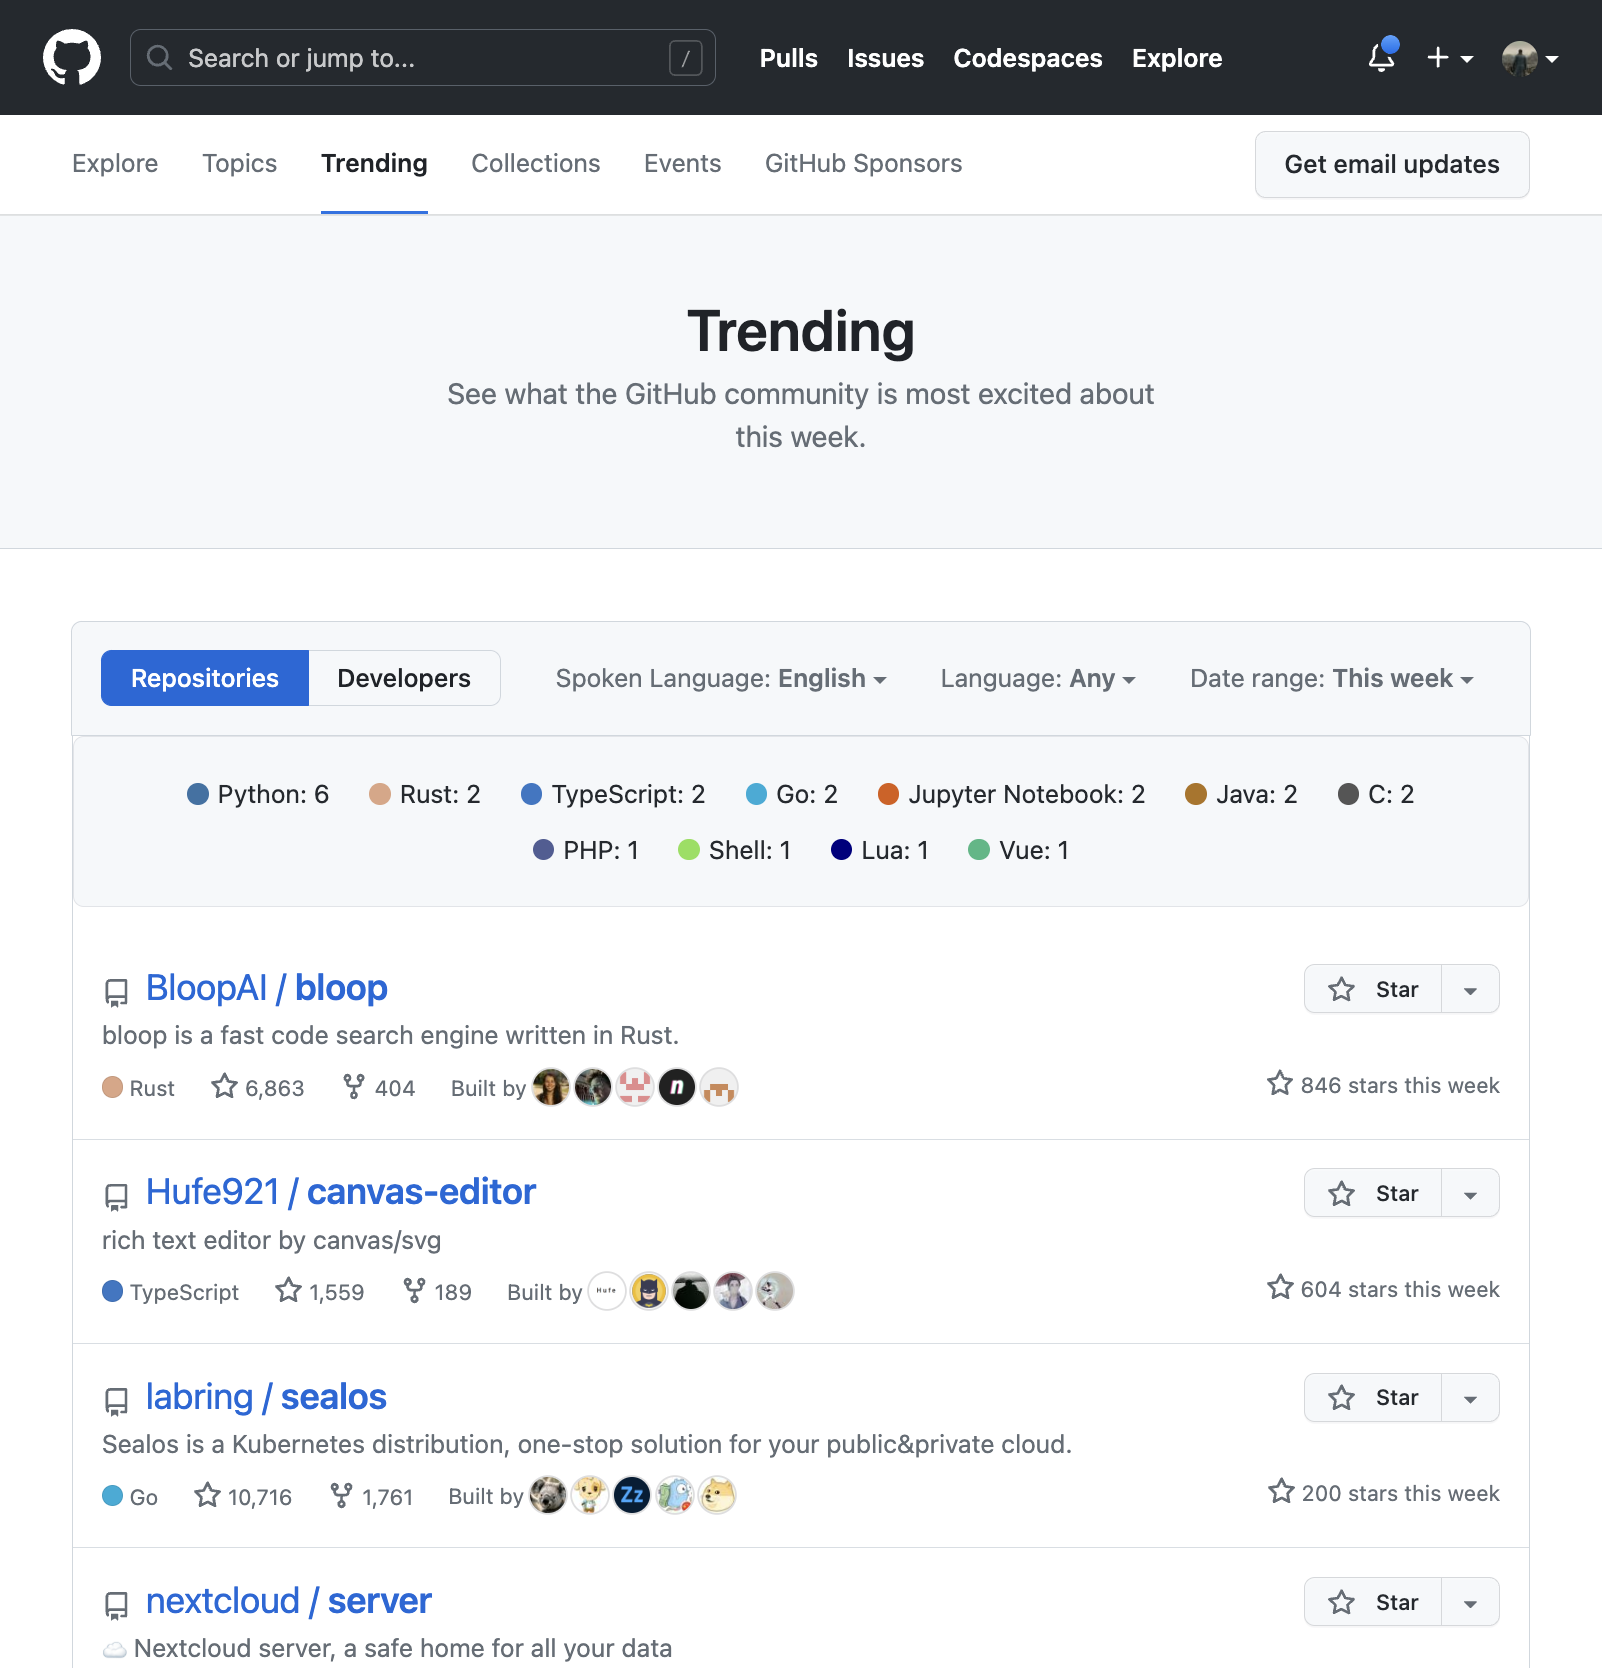 Search or jump to... / Pulls Issues Codespaces Explore
Explore Topics Trending Collections Events GitHub Sponsors Get email updates
Trending
See what the GitHub community is most excited about
this week.
Repositories Developers Spoken Language: English Language: Any Date range: This week
Python: 6 Rust: 2 TypeScript: 2 Go: 2 Jupyter Notebook: 2 Java: 2 C: 2
PHP: 1 Shell: 1 Lua: 1 Vue: 1
BloopAI / bloop Star
bloop is a fast code search engine written in Rust.
Rust 6,863 404 Built by n 846 stars this week
Hufe921 / canvas-editor Star
rich text editor by canvas/svg
TypeScript 1,559 189 Built by Hufe 604 stars this week
labring / sealos Star
Sealos is a Kubernetes distribution, one-stop solution for your public&private cloud.
Go 10,716 1,761 Built by Zz 200 stars this week
nextcloud / server Star
☁️ Nextcloud server, a safe home for all your data